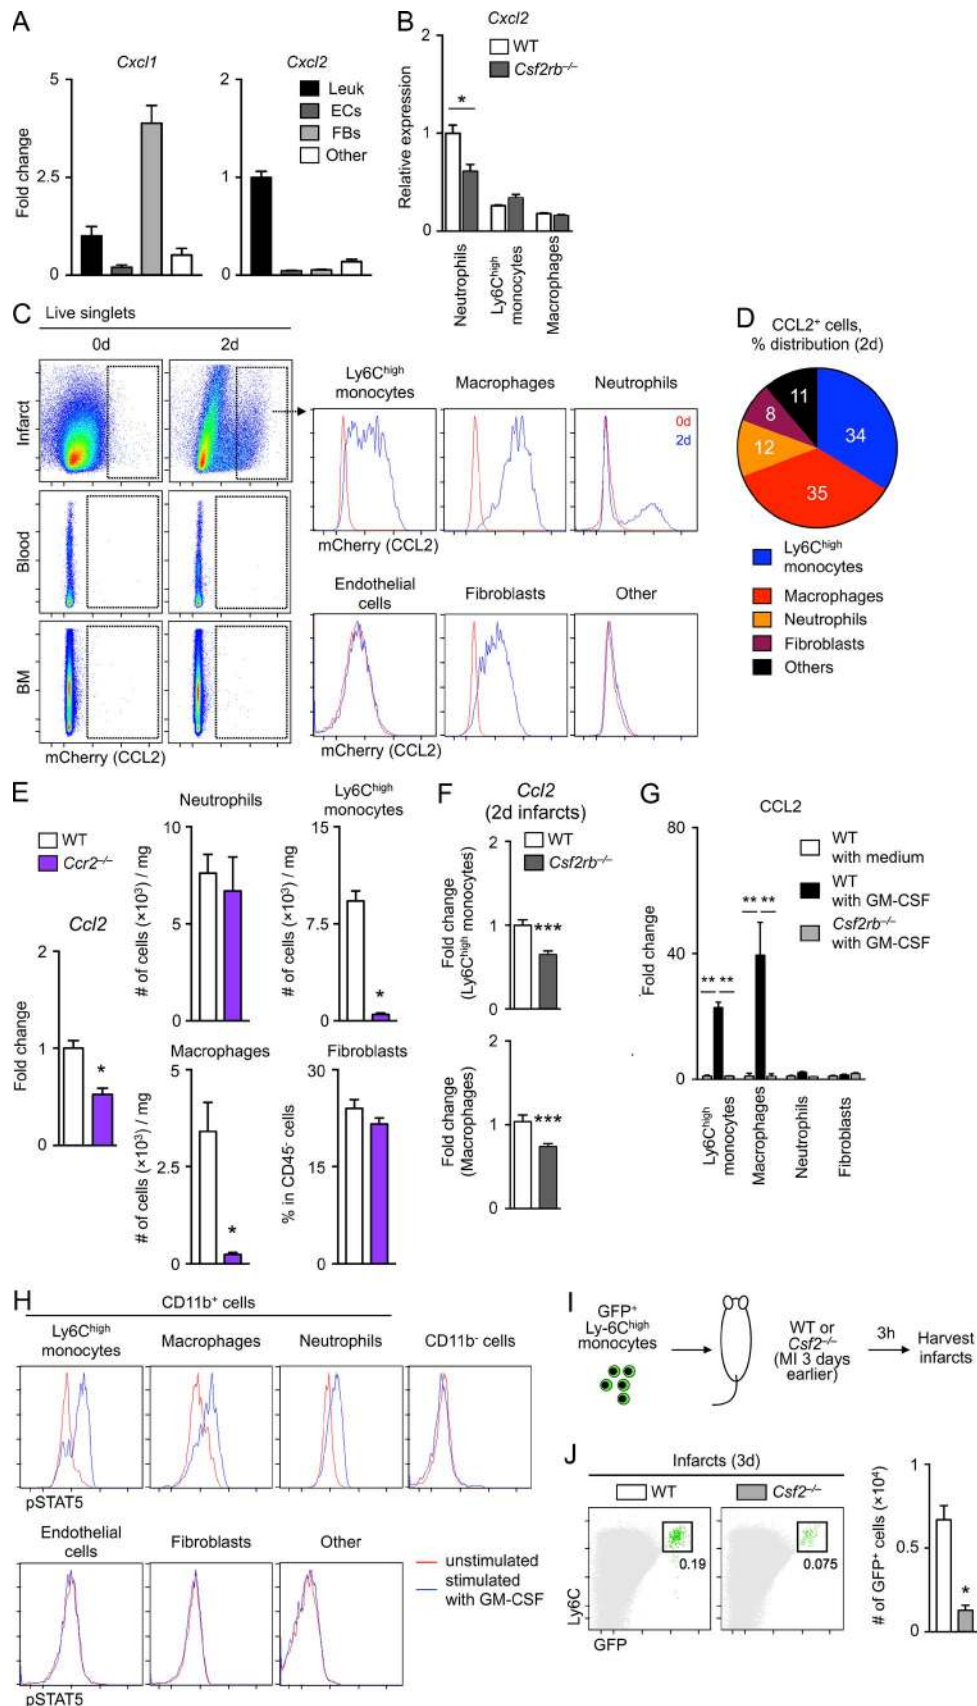 A
Cxcl1
Cxcl2
Fold change
5
2.5
0
2
1
0
Leuk
ECs
FBs
Other
B
Cxcl2
WT
Csf2rb–/–
Relative expression
2
1
0
*
Neutrophils
Ly6Chigh
monocytes
Macrophages
C
Live singlets
0d
2d
Infarct
Blood
BM
mCherry (CCL2)
Ly6Chigh
monocytes
Macrophages
Neutrophils
0d
2d
mCherry (CCL2)
Endothelial
cells
Fibroblasts
Other
mCherry (CCL2)
D
CCL2+ cells,
% distribution (2d)
11
8
12
34
35
Ly6Chigh
monocytes
Macrophages
Neutrophils
Fibroblasts
Others
E
WT
Ccr2–/–
Ccl2
Fold change
2
1
0
*
Neutrophils
# of cells (×10³) / mg
10
5
0
Ly6Chigh
monocytes
# of cells (×10³) / mg
15
7.5
0
*
Macrophages
# of cells (×10³) / mg
5
2.5
0
*
Fibroblasts
% in CD45- cells
30
15
0
F
Ccl2
(2d infarcts)
WT
Csf2rb–/–
Fold change
(Ly6Chigh monocytes)
2
1
0
***
Fold change
(Macrophages)
2
1
0
***
G
CCL2
WT
with medium
WT
with GM-CSF
Csf2rb–/–
with GM-CSF
Fold change
80
40
0
** **
** **
Ly6Chigh
monocytes
Macrophages
Neutrophils
Fibroblasts
H
CD11b+ cells
Ly6Chigh
monocytes
Macrophages
Neutrophils
CD11b- cells
pSTAT5
Endothelial
cells
Fibroblasts
Other
pSTAT5
unstimulated
stimulated
with GM-CSF
I
GFP+
Ly-6Chigh
monocytes
WT or
Csf2–/–
(MI 3 days
earlier)
3h
Harvest
infarcts
J
Infarcts (3d)
WT
Csf2–/–
0.19
0.075
Ly6C
GFP
# of GFP+ cells (×10⁴)
1
0.5
0
*